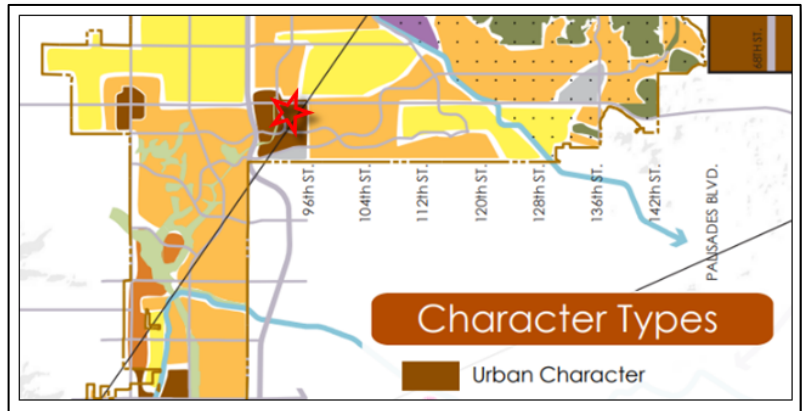 68TH ST.
96th ST.
104th ST.
112th ST.
120th ST.
128th ST.
136th ST.
142th ST.
PALISADES BLVD.
Character Types
Urban Character